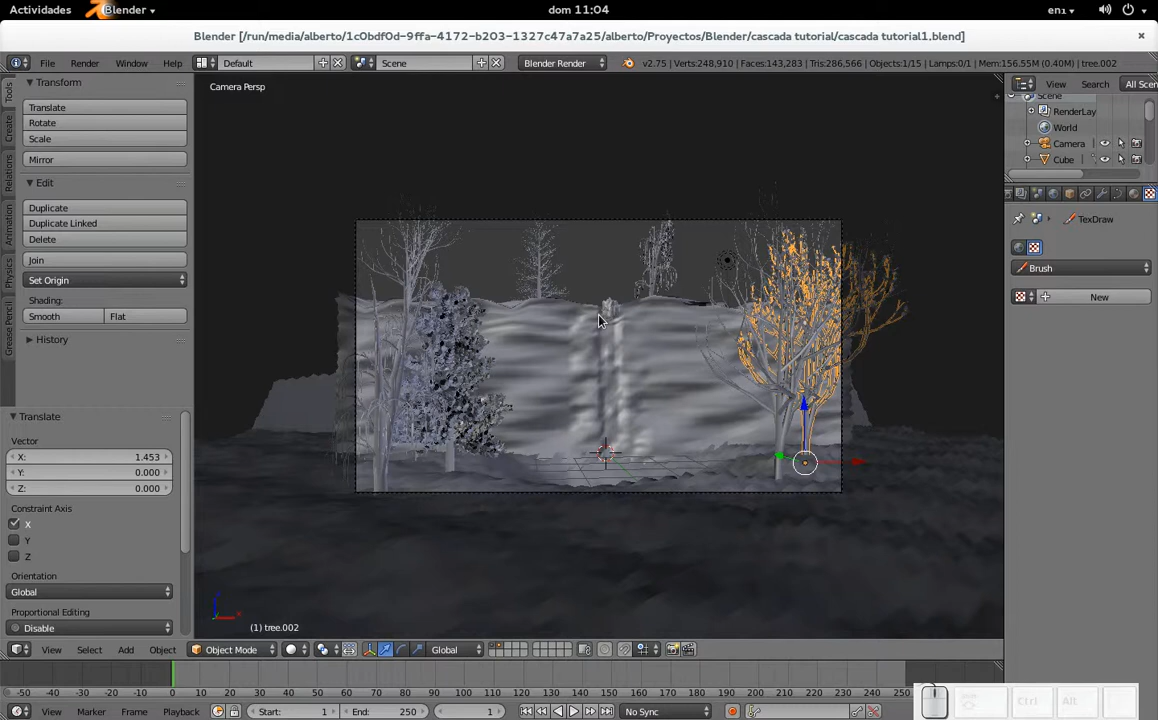 Actividades Blender dom 11:04 en1
Blender [/run/media/alberto/1c0bdf0d-9ffa-4172-b203-1327c47a7a25/alberto/Proyectos/Blender/cascada tutorial/cascada tutorial1.blend]
File Render Window Help Default Scene Blender Render v2.75 | Verts:248,910 | Faces:143,283 | Tris:286,566 | Objects:1/15 | Lamps:0/1 | Mem:156.55M (0.40M) | tree.002
Transform
Translate
Rotate
Scale
Mirror
Edit
Duplicate
Duplicate Linked
Delete
Join
Set Origin
Shading:
Smooth Flat
History
Tools
Create
Relations
Animation
Physics
Grease Pencil
Translate
Vector
X: 1.453
Y: 0.000
Z: 0.000
Constraint Axis
X
Y
Z
Orientation
Global
Proportional Editing
Disable
Camera Persp
(1) tree.002
View Search All Scen
Scene
RenderLay
World
Camera
Cube
TexDraw
Brush
New
View Select Add Object Object Mode Global
-50 -40 -30 -20 -10 0 10 20 30 40 50 60 70 80 90 100 110 120 130 140 150 160 170 180 190 200 210 220 230 240 250
View Marker Frame Playback Start: 1 End: 250 1 No Sync
Ctrl Alt